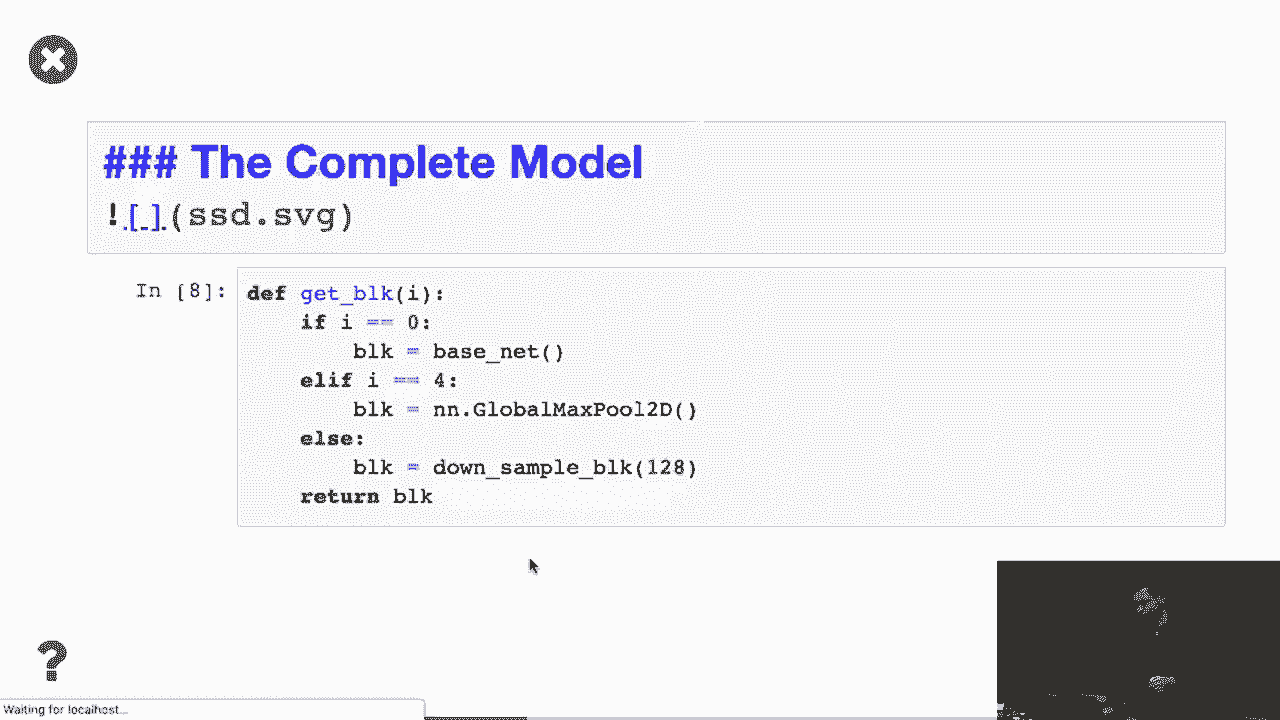 ### The Complete Model
![ ](ssd.svg)
In [8]:
def get_blk(i):
    if i == 0:
        blk = base_net()
    elif i == 4:
        blk = nn.GlobalMaxPool2D()
    else:
        blk = down_sample_blk(128)
    return blk
?
Waiting for localhost...